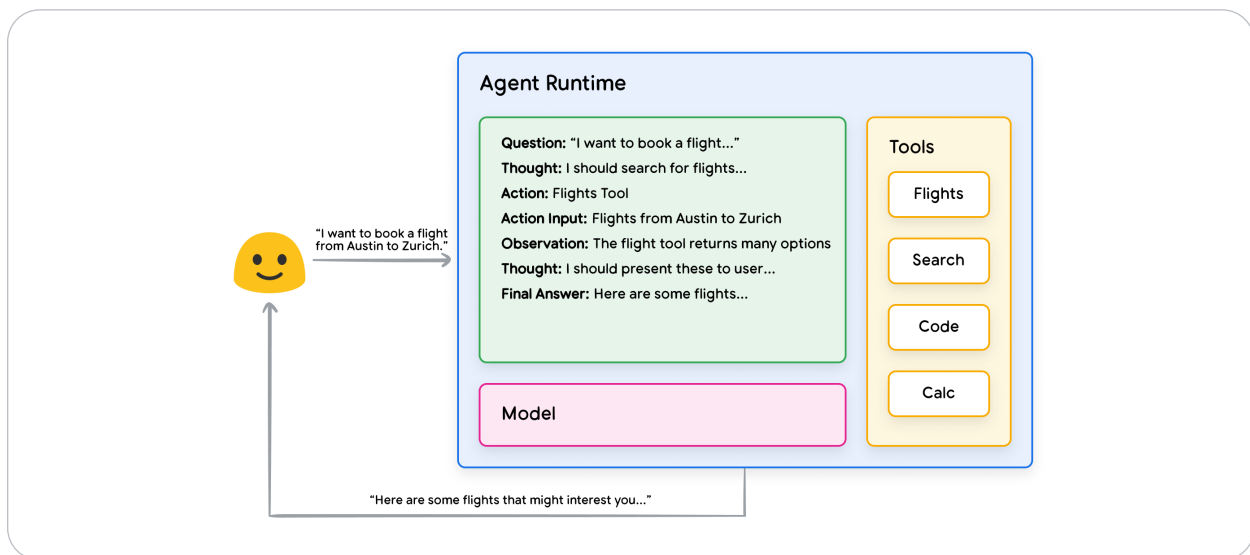 Agent Runtime
Question: “I want to book a flight...”
Thought: I should search for flights...
Action: Flights Tool
Action Input: Flights from Austin to Zurich
Observation: The flight tool returns many options
Thought: I should present these to user...
Final Answer: Here are some flights...
Tools
Flights
Search
Code
Calc
“I want to book a flight
from Austin to Zurich.”
Model
“Here are some flights that might interest you...”